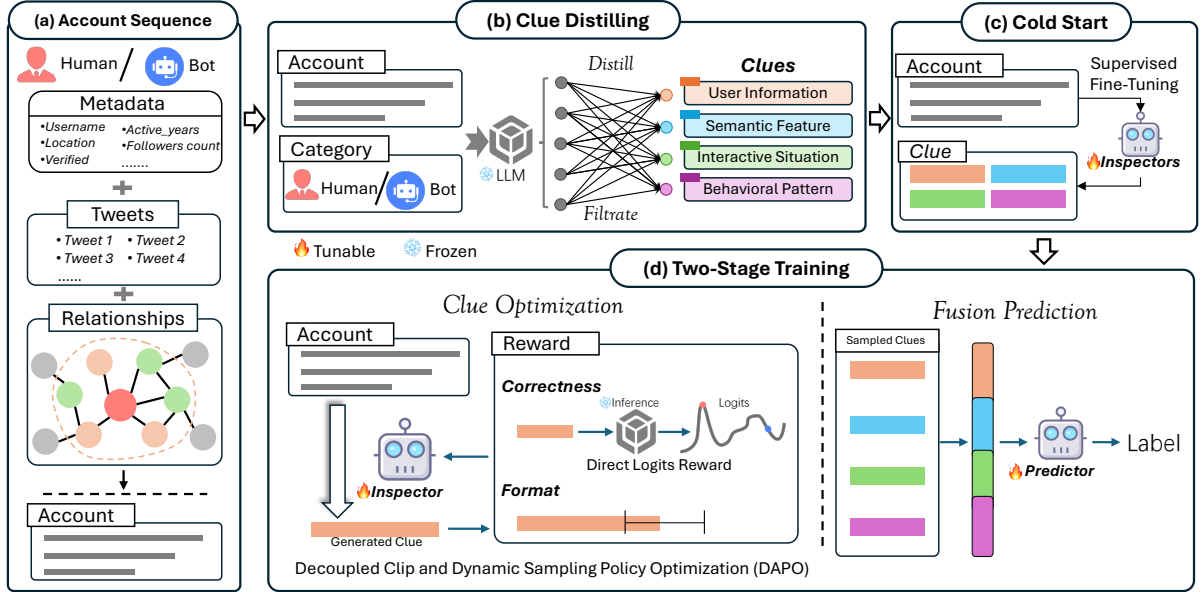 (a) Account Sequence
Human / Bot
Metadata
•Username
•Location
•Verified
•Active_years
•Followers count
.......
+
Tweets
• Tweet 1 • Tweet 2
• Tweet 3 • Tweet 4
......
+
Relationships
Account
(b) Clue Distilling
Account
Category
Human/ Bot
LLM
Distill
Filtrate
Clues
User Information
Semantic Feature
Interactive Situation
Behavioral Pattern
Tunable Frozen
(c) Cold Start
Account
Supervised
Fine-Tuning
Inspectors
Clue
(d) Two-Stage Training
Clue Optimization
Account
Inspector
Generated Clue
Reward
Correctness
Inference
Logits
Direct Logits Reward
Format
Decoupled Clip and Dynamic Sampling Policy Optimization (DAPO)
Fusion Prediction
Sampled Clues
Predictor
Label